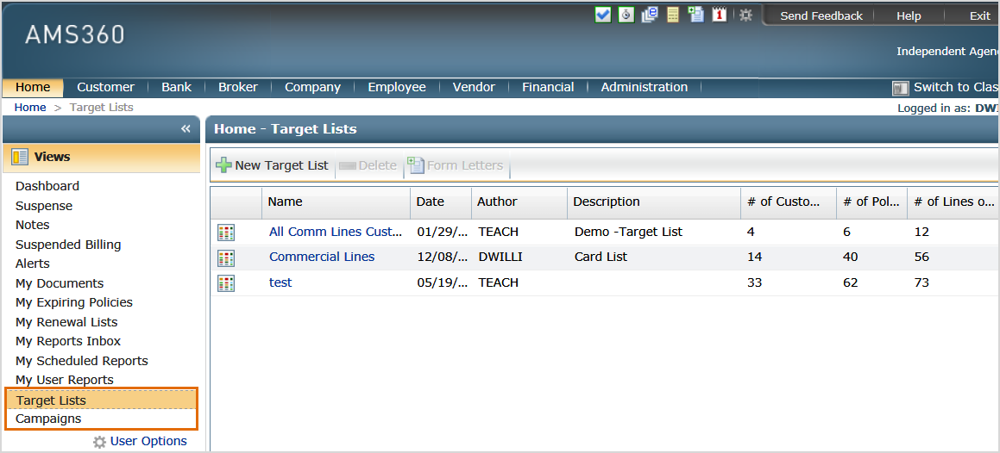 Send Feedback Help Exit
AMS360
Independent Agen
Home Customer Bank Broker Company Employee Vendor Financial Administration Switch to Clas
Home > Target Lists Logged in as: DWI
« Home - Target Lists
Views
New Target List Delete Form Letters
Dashboard
Suspense
Notes
Suspended Billing
Alerts
My Documents
My Expiring Policies
My Renewal Lists
My Reports Inbox
My Scheduled Reports
My User Reports
Target Lists
Campaigns
User Options
Name Date Author Description # of Custo... # of Pol... # of Lines o...
All Comm Lines Cust... 01/29/... TEACH Demo -Target List 4 6 12
Commercial Lines 12/08/... DWILLI Card List 14 40 56
test 05/19/... TEACH 33 62 73